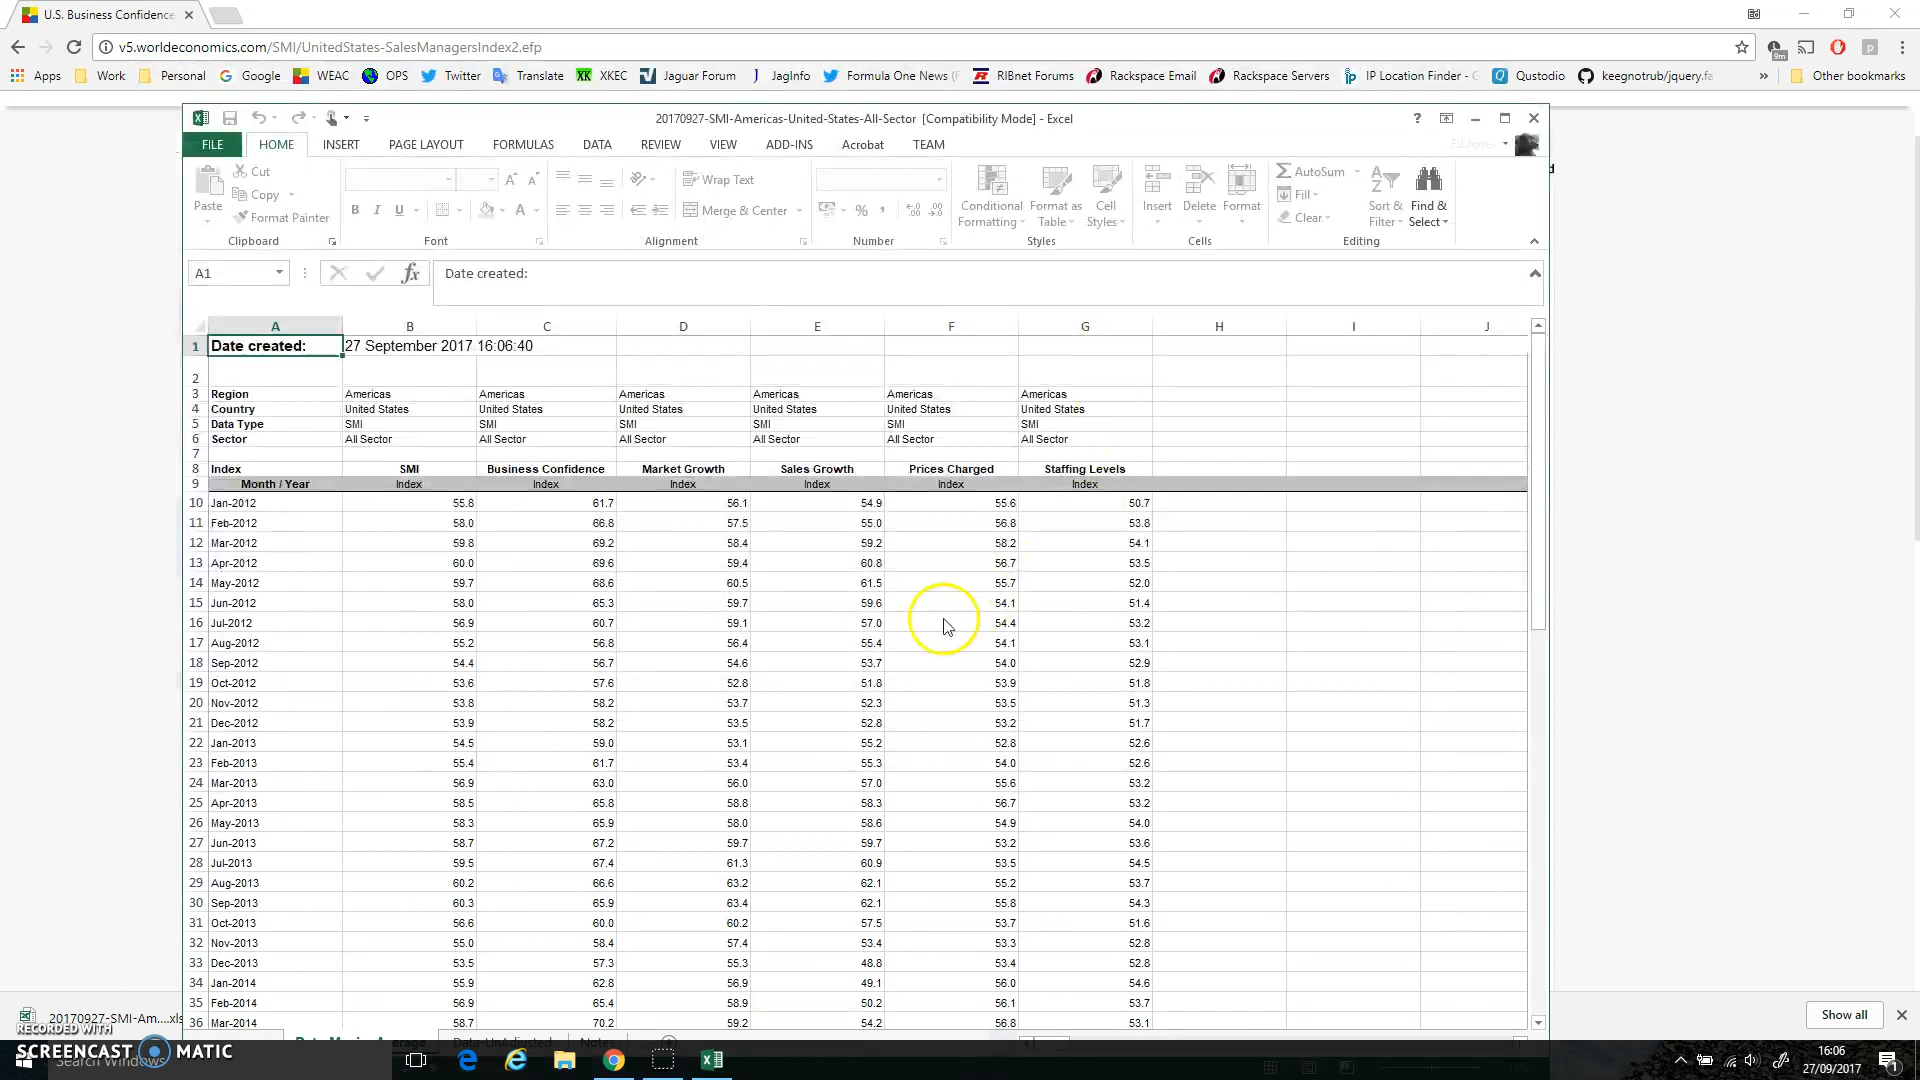 U.S. Business Confidence
v5.worldeconomics.com/SMI/UnitedStates-SalesManagersIndex2.efp
Apps Work Personal Google WEAC OPS Twitter Translate XKEC Jaguar Forum JagInfo Formula One News (F RIBnet Forums Rackspace Email Rackspace Servers IP Location Finder - Qustodio keegnotrub/jquery.fa » Other bookmarks
20170927-SMI-Americas-United-States-All-Sector [Compatibility Mode] - Excel
FILE HOME INSERT PAGE LAYOUT FORMULAS DATA REVIEW VIEW ADD-INS Acrobat TEAM
Paste Cut Copy Format Painter
Clipboard
B I U A
Font
Wrap Text
Merge & Center
Alignment
% ,
Number
Conditional Formatting Format as Table Cell Styles
Styles
Insert Delete Format
Cells
AutoSum Fill Clear Sort & Filter Find & Select
Editing
A1 fx Date created:
A B C D E F G H I J
1 Date created: 27 September 2017 16:06:40
2
3 Region Americas Americas Americas Americas Americas Americas
4 Country United States United States United States United States United States United States
5 Data Type SMI SMI SMI SMI SMI SMI
6 Sector All Sector All Sector All Sector All Sector All Sector All Sector
7
8 Index SMI Business Confidence Market Growth Sales Growth Prices Charged Staffing Levels
9 Month / Year Index Index Index Index Index Index
10 Jan-2012 55.8 61.7 56.1 54.9 55.6 50.7
11 Feb-2012 58.0 66.8 57.5 55.0 56.8 53.8
12 Mar-2012 59.8 69.2 58.4 59.2 58.2 54.1
13 Apr-2012 60.0 69.6 59.4 60.8 56.7 53.5
14 May-2012 59.7 68.6 60.5 61.5 55.7 52.0
15 Jun-2012 58.0 65.3 59.7 59.6 54.1 51.4
16 Jul-2012 56.9 60.7 59.1 57.0 54.4 53.2
17 Aug-2012 55.2 56.8 56.4 55.4 54.1 53.1
18 Sep-2012 54.4 56.7 54.6 53.7 54.0 52.9
19 Oct-2012 53.6 57.6 52.8 51.8 53.9 51.8
20 Nov-2012 53.8 58.2 53.7 52.3 53.5 51.3
21 Dec-2012 53.9 58.2 53.5 52.8 53.2 51.7
22 Jan-2013 54.5 59.0 53.1 55.2 52.8 52.6
23 Feb-2013 55.4 61.7 53.4 55.3 54.0 52.6
24 Mar-2013 56.9 63.0 56.0 57.0 55.6 53.2
25 Apr-2013 58.5 65.8 58.8 58.3 56.7 53.2
26 May-2013 58.3 65.9 58.0 58.6 54.9 54.0
27 Jun-2013 58.7 67.2 59.7 59.7 53.2 53.6
28 Jul-2013 59.5 67.4 61.3 60.9 53.5 54.5
29 Aug-2013 60.2 66.6 63.2 62.1 55.2 53.7
30 Sep-2013 60.3 65.9 63.4 62.1 55.8 54.3
31 Oct-2013 56.6 60.0 60.2 57.5 53.7 51.6
32 Nov-2013 55.0 58.4 57.4 53.4 53.3 52.8
33 Dec-2013 53.5 57.3 55.3 48.8 53.4 52.8
34 Jan-2014 55.9 62.8 56.9 49.1 56.0 54.6
35 Feb-2014 56.9 65.4 58.9 50.2 56.1 53.7
36 Mar-2014 58.7 70.2 59.2 54.2 56.8 53.1
20170927-SMI-Am....xls
Show all
RECORDED WITH
SCREENCAST MATIC
Search Windows
16:06
27/09/2017